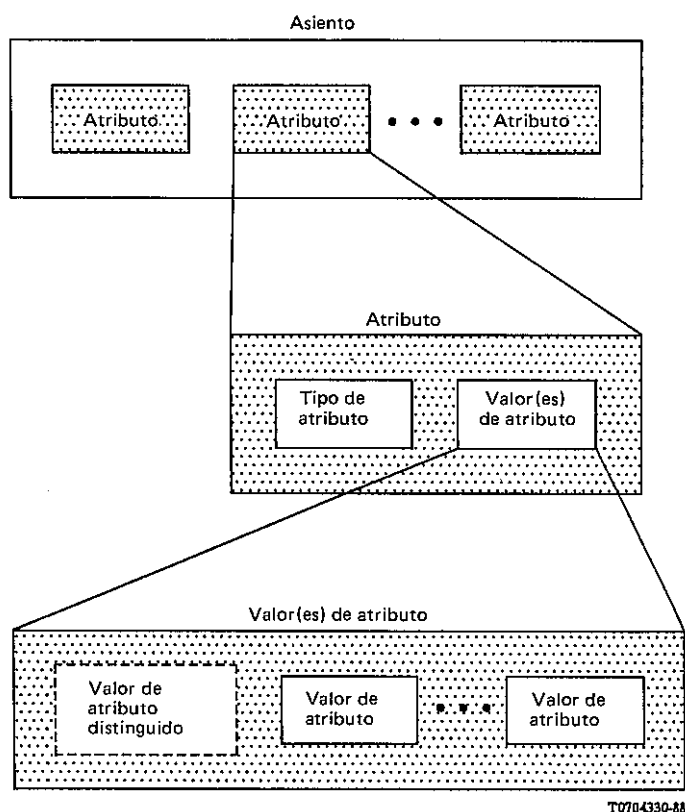 Asiento
Atributo Atributo Atributo
Atributo
Tipo de
atributo
Valor(es)
de atributo
Valor(es) de atributo
Valor de
atributo
distinguido
Valor de
atributo
Valor de
atributo
T0704330-88